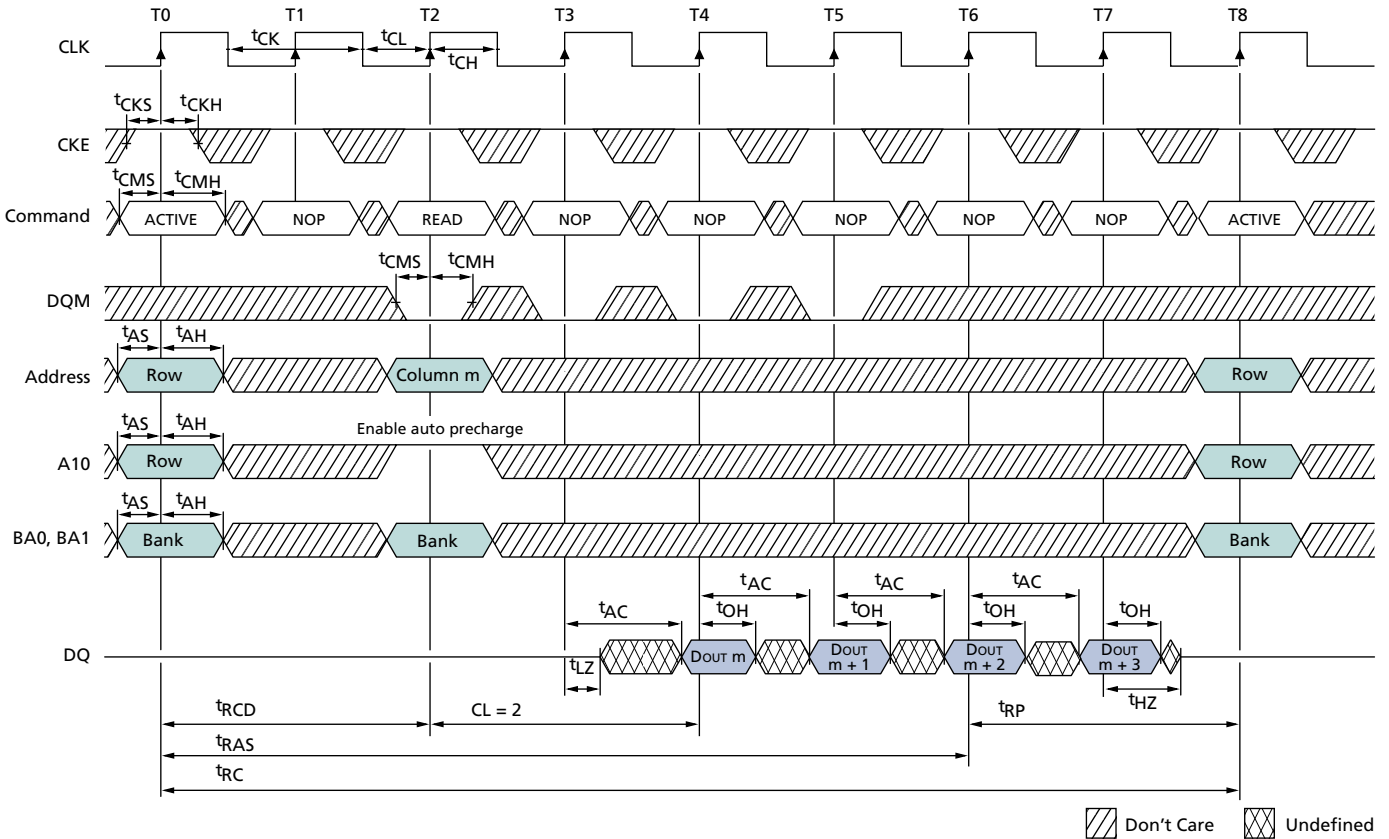 T0 T1 T2 T3 T4 T5 T6 T7 T8
CLK
tCK tCL
tCH
tCKS tCKH
CKE
tCMS tCMH
Command ACTIVE NOP READ NOP NOP NOP NOP NOP ACTIVE
tCMS tCMH
DQM
tAS tAH
Address Row Column m Row
tAS tAH
Enable auto precharge
A10 Row Row
tAS tAH
BA0, BA1 Bank Bank Bank
tAC tAC tAC
tAC tOH tOH tOH tOH
DQ DOUT m DOUT m + 1 DOUT m + 2 DOUT m + 3
tLZ tHZ
tRCD CL = 2 tRP
tRAS
tRC
Don't Care Undefined